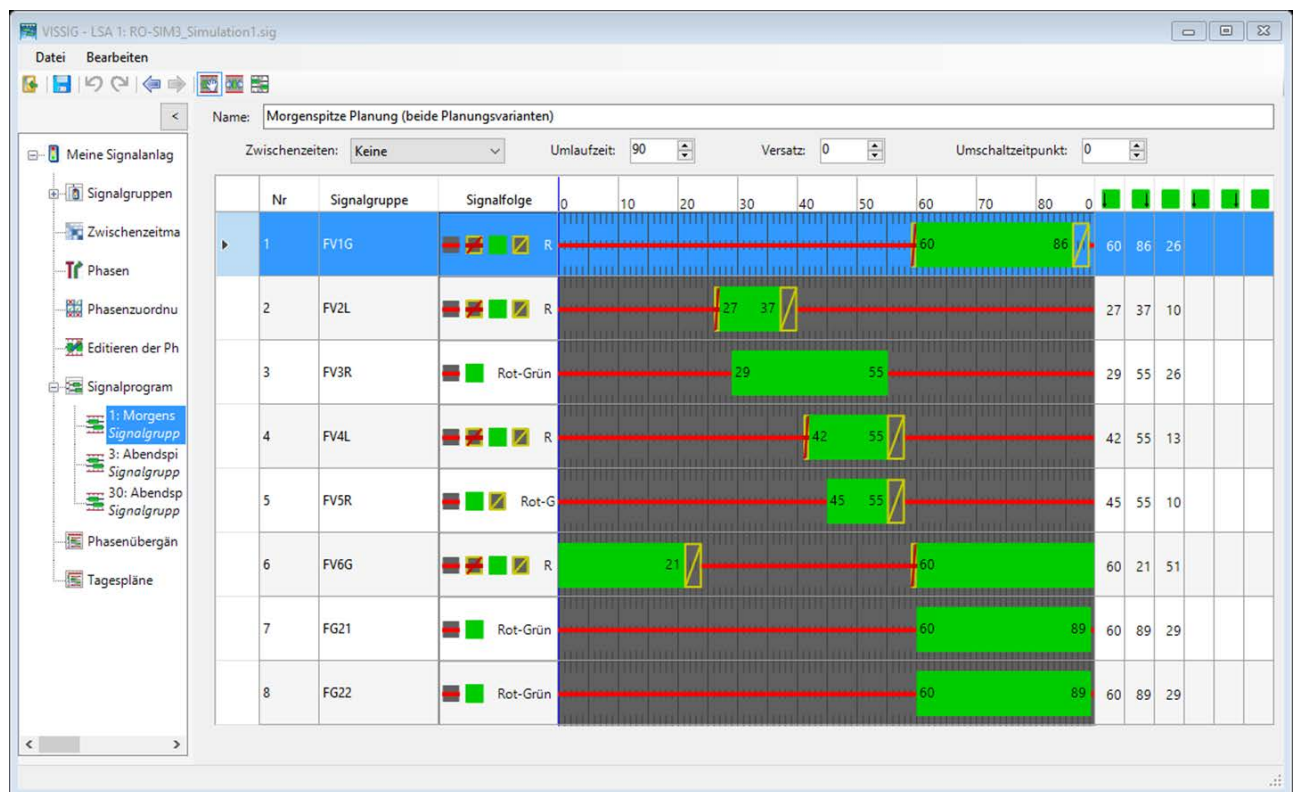 VISSIG - LSA 1: RO-SIM3_Simulation1.sig
Datei Bearbeiten
<
Name: Morgenspitze Planung (beide Planungsvarianten)
Zwischenzeiten: Keine Umlaufzeit: 90 Versatz: 0 Umschaltzeitpunkt: 0
Meine Signalanlag
Signalgruppen
Zwischenzeitma
Phasen
Phasenzuordnu
Editieren der Ph
Signalprogram
1: Morgens
Signalgrupp
3: Abendspi
Signalgrupp
30: Abendsp
Signalgrupp
Phasenübergän
Tagespläne
Nr Signalgruppe Signalfolge 0 10 20 30 40 50 60 70 80 0
1 FV1G R 60 86 60 86 26
2 FV2L R 27 37 27 37 10
3 FV3R Rot-Grün 29 55 29 55 26
4 FV4L R 42 55 42 55 13
5 FV5R Rot-G 45 55 45 55 10
6 FV6G R 21 60 60 21 51
7 FG21 Rot-Grün 60 89 60 89 29
8 FG22 Rot-Grün 60 89 60 89 29